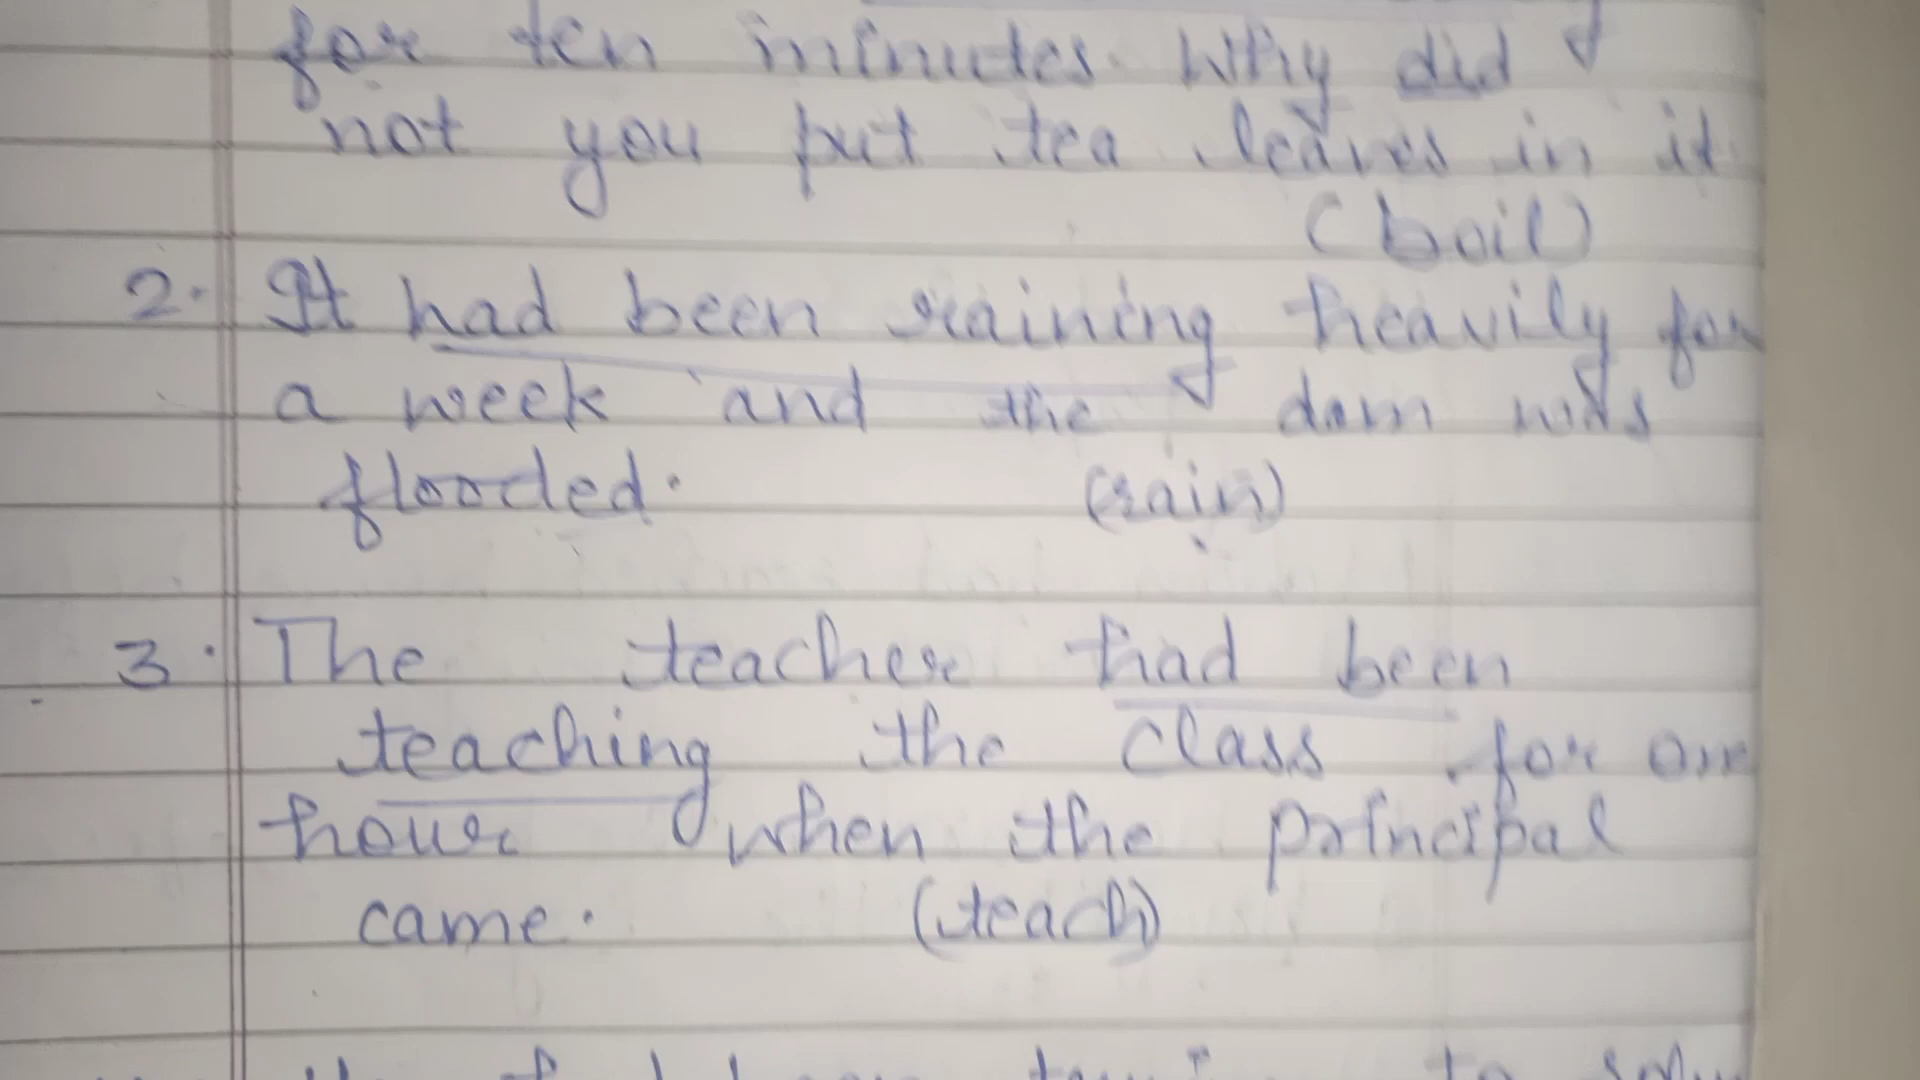 for ten minutes. Why did
not you put tea leaves in it
(boil)
2. It had been raining heavily for
a week and the dam was
flooded. (rain)
3. The teacher had been
teaching the class for one
hour when the principal
came. (teach)
to